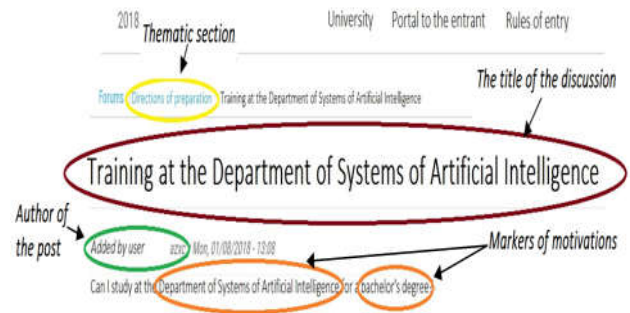 2018 University Portal to the entrant Rules of entry
Thematic section
The title of the discussion
Forums Directions of preparation Training at the Department of Systems of Artificial Intelligence
Training at the Department of Systems of Artificial Intelligence
Author of
the post
Added by user azxc Mon, 01/08/2018 - 13:08
Markers of motivations
Can I study at the Department of Systems of Artificial Intelligence for a bachelor's degree